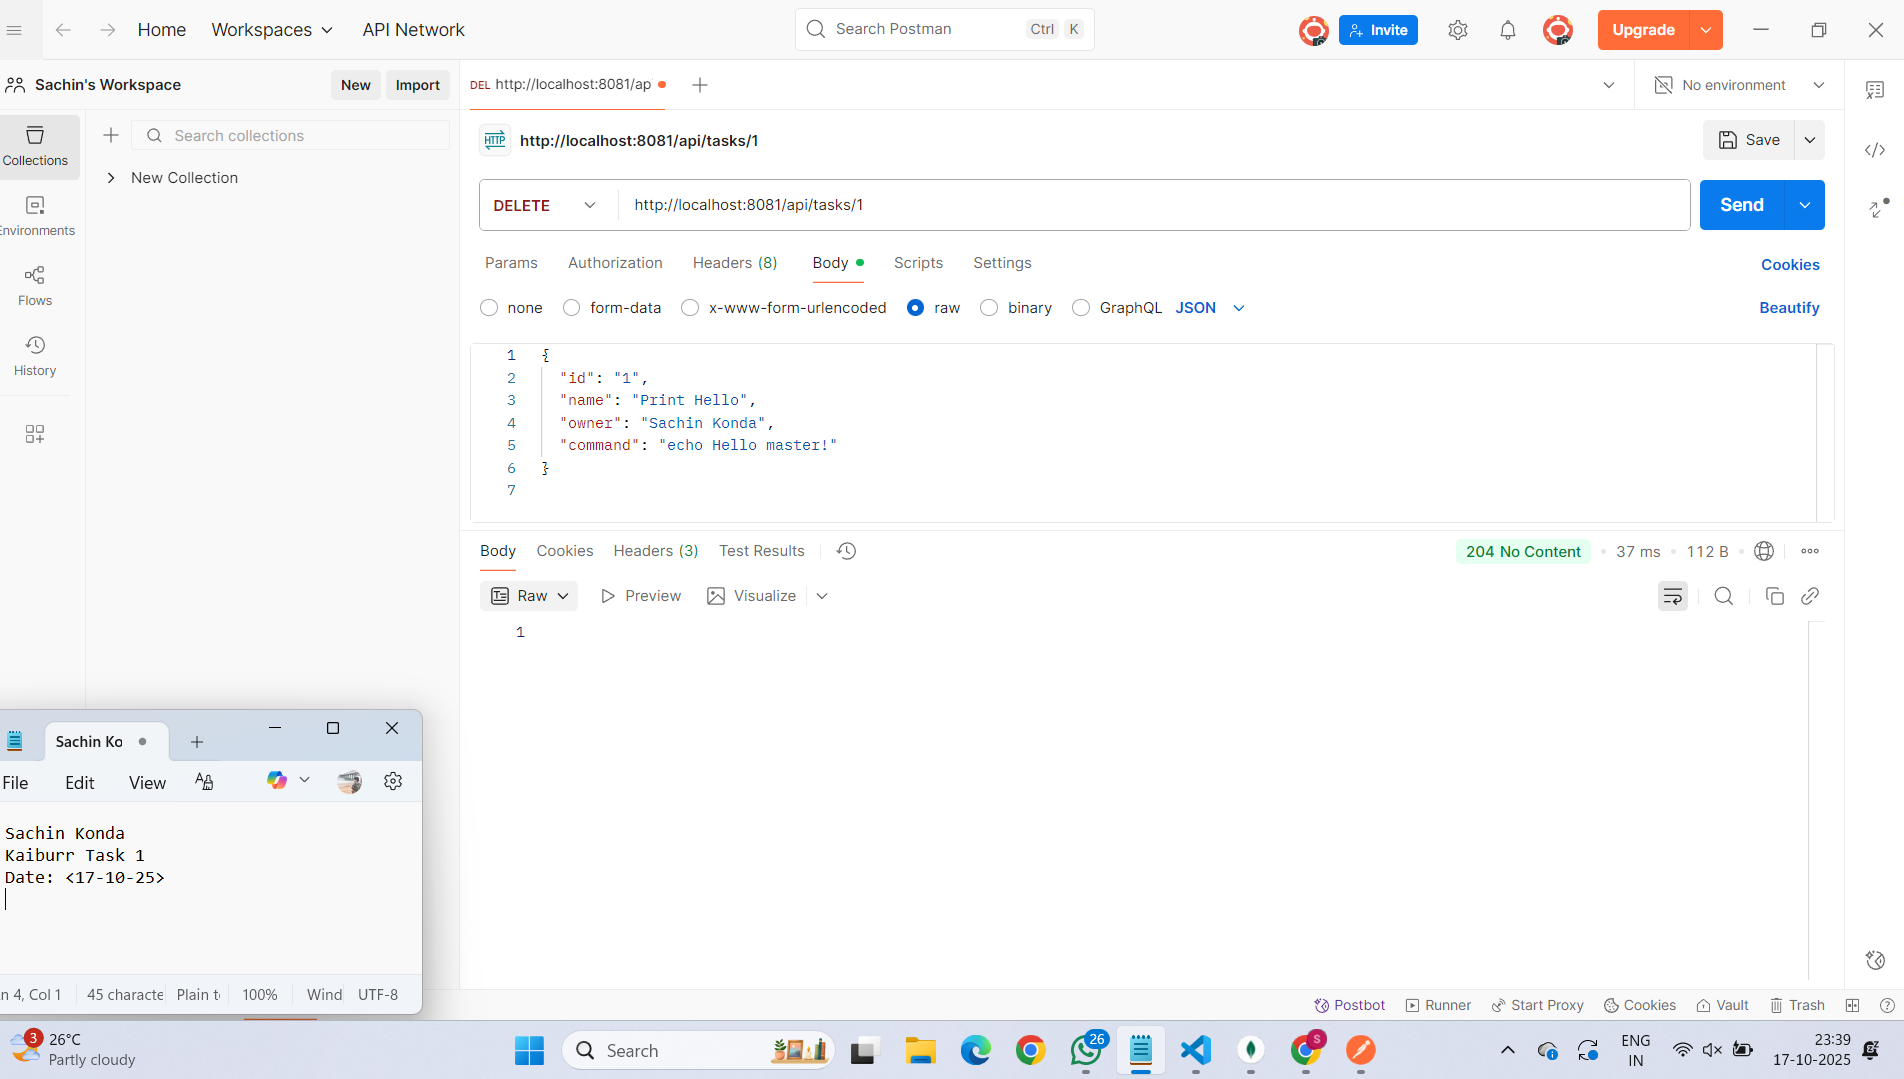 Home
Workspaces
API Network
Search Postman
Ctrl K
Invite
Upgrade
Sachin's Workspace
New
Import
DEL http://localhost:8081/ap
No environment
Collections
Search collections
http://localhost:8081/api/tasks/1
Save
New Collection
DELETE
http://localhost:8081/api/tasks/1
Send
Environments
Params
Authorization
Headers (8)
Body
Scripts
Settings
Cookies
none
form-data
x-www-form-urlencoded
raw
binary
GraphQL
JSON
Beautify
Flows
History
1 {
2 "id": "1",
3 "name": "Print Hello",
4 "owner": "Sachin Konda",
5 "command": "echo Hello master!"
6 }
7
Body
Cookies
Headers (3)
Test Results
204 No Content
37 ms
112 B
Raw
Preview
Visualize
1
Sachin Ko
File
Edit
View
Sachin Konda
Kaiburr Task 1
Date: <17-10-25>
n 4, Col 1
45 characte
Plain t
100%
Wind
UTF-8
Postbot
Runner
Start Proxy
Cookies
Vault
Trash
3
26°C
Partly cloudy
Search
26
S
ENG
IN
23:39
17-10-2025